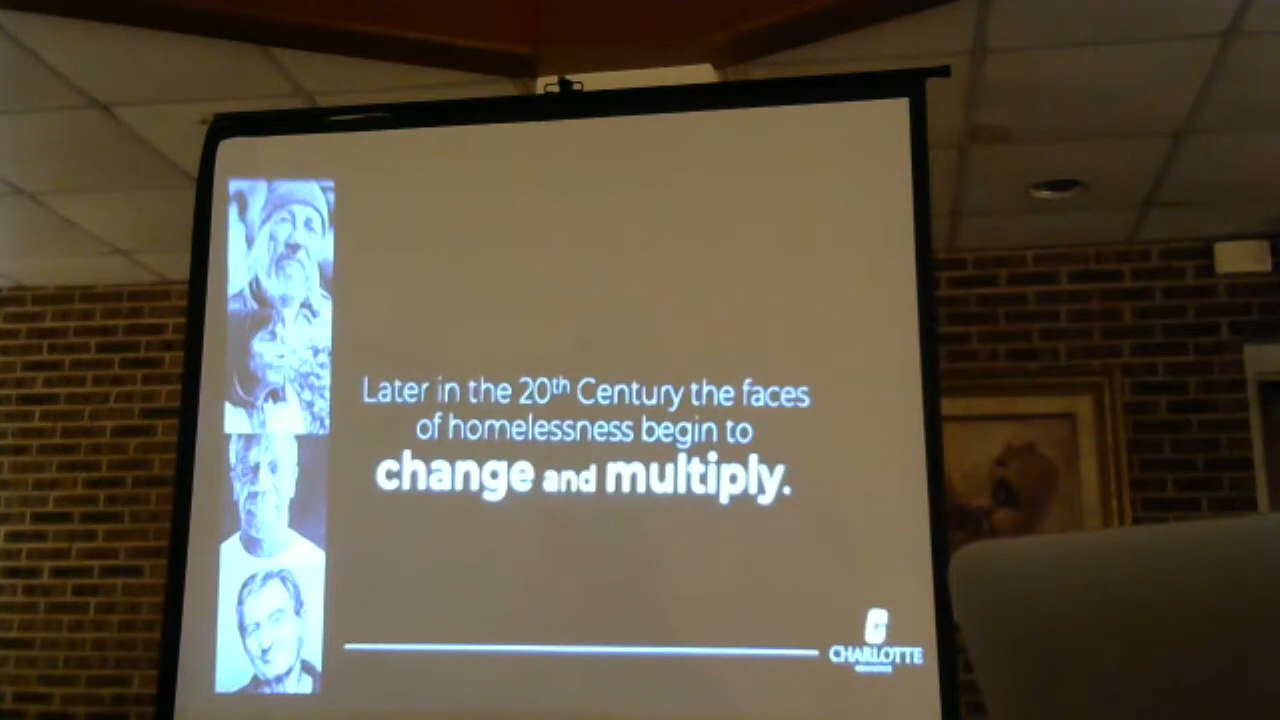 Later in the 20th Century the faces
of homelessness begin to
change and multiply.
CHARLOTTE